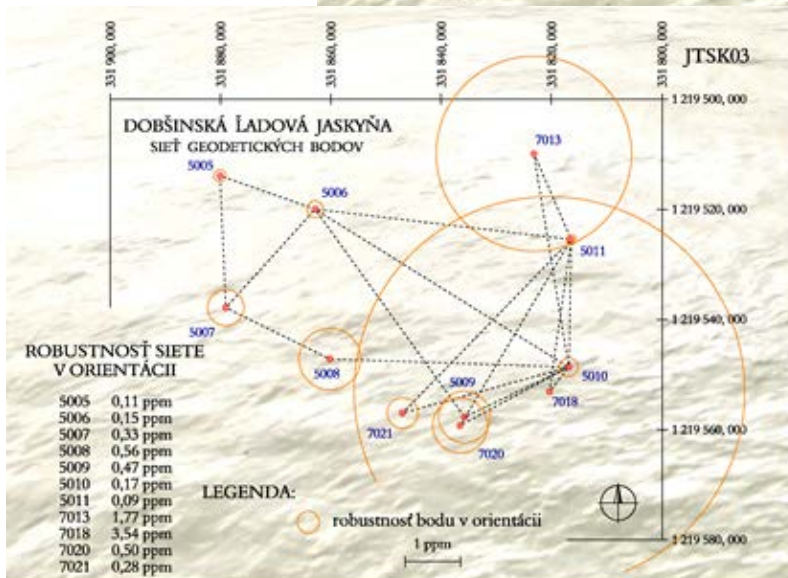 331 900, 000
331 880, 000
331 860, 000
331 840, 000
331 820, 000
331 800, 000
JTSK03
1 219 500, 000
DOBŠINSKÁ ĽADOVÁ JASKYŇA
SIEŤ GEODETICKÝCH BODOV
7013
5005
5006
1 219 520, 000
5011
5007
1 219 540, 000
ROBUSTNOSŤ SIETE
V ORIENTÁCII
5008
5009
5010
7018
5005 0,11 ppm
5006 0,15 ppm
5007 0,33 ppm
5008 0,56 ppm
5009 0,47 ppm
5010 0,17 ppm
5011 0,09 ppm
7013 1,77 ppm
7018 3,54 ppm
7020 0,50 ppm
7021 0,28 ppm
7021
7020
1 219 560, 000
LEGENDA:
robustnosť bodu v orientácii
1 ppm
1 219 580, 000